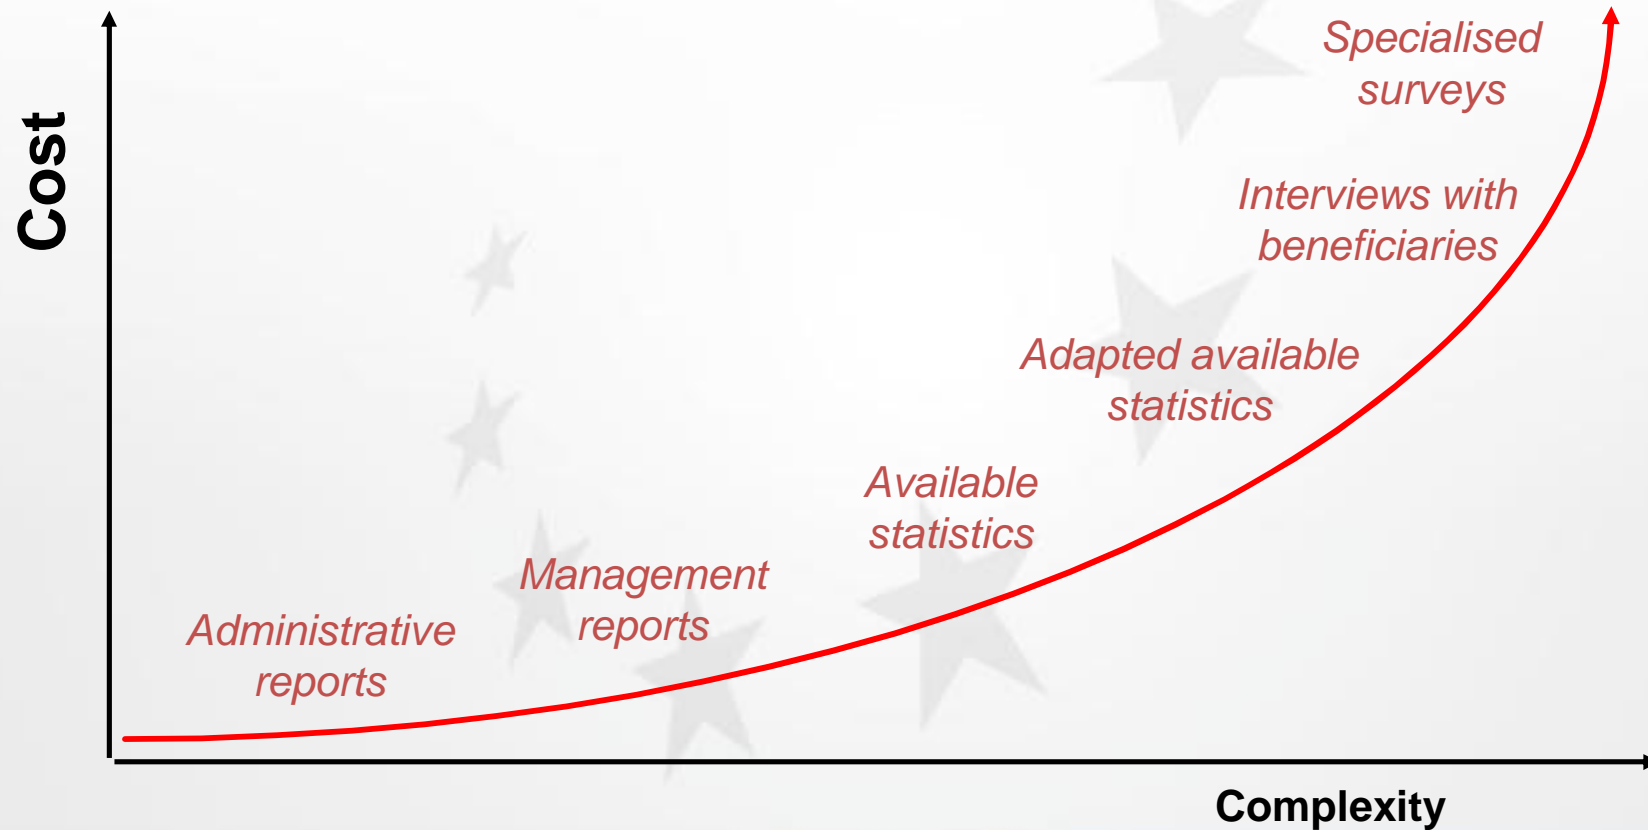 Cost
Specialised
surveys
Interviews with
beneficiaries
Adapted available
statistics
Available
statistics
Management
reports
Administrative
reports
Complexity